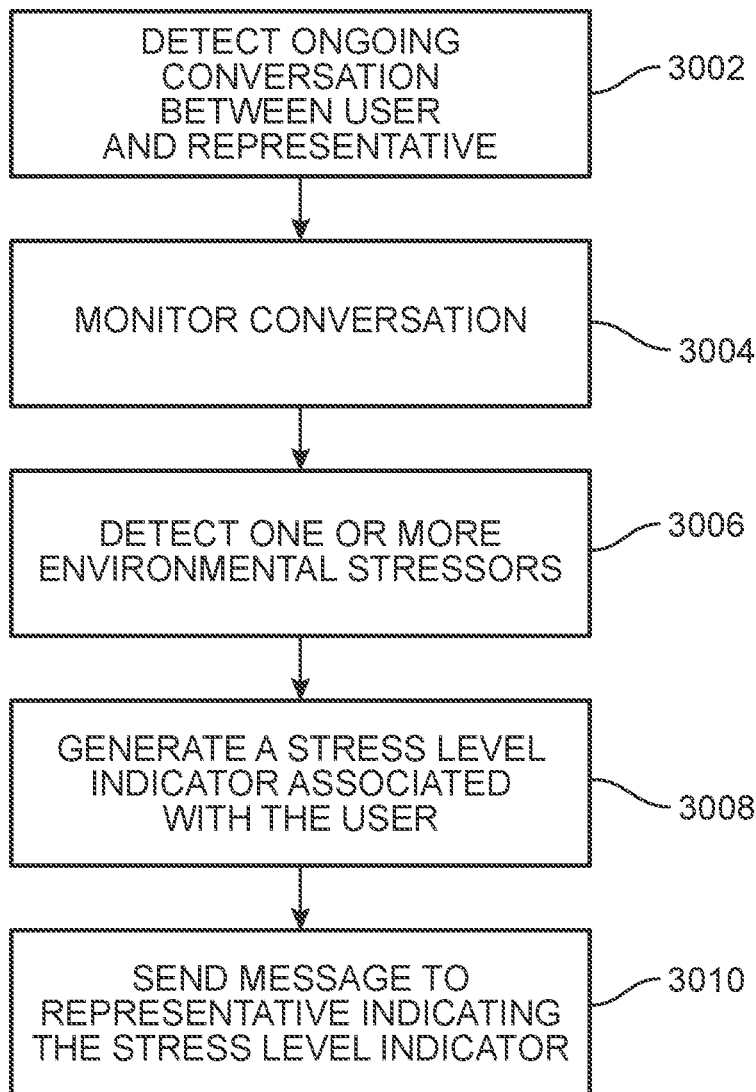 DETECT ONGOING
CONVERSATION
BETWEEN USER
AND REPRESENTATIVE
3002
MONITOR CONVERSATION
3004
DETECT ONE OR MORE
ENVIRONMENTAL STRESSORS
3006
GENERATE A STRESS LEVEL
INDICATOR ASSOCIATED
WITH THE USER
3008
SEND MESSAGE TO
REPRESENTATIVE INDICATING
THE STRESS LEVEL INDICATOR
3010